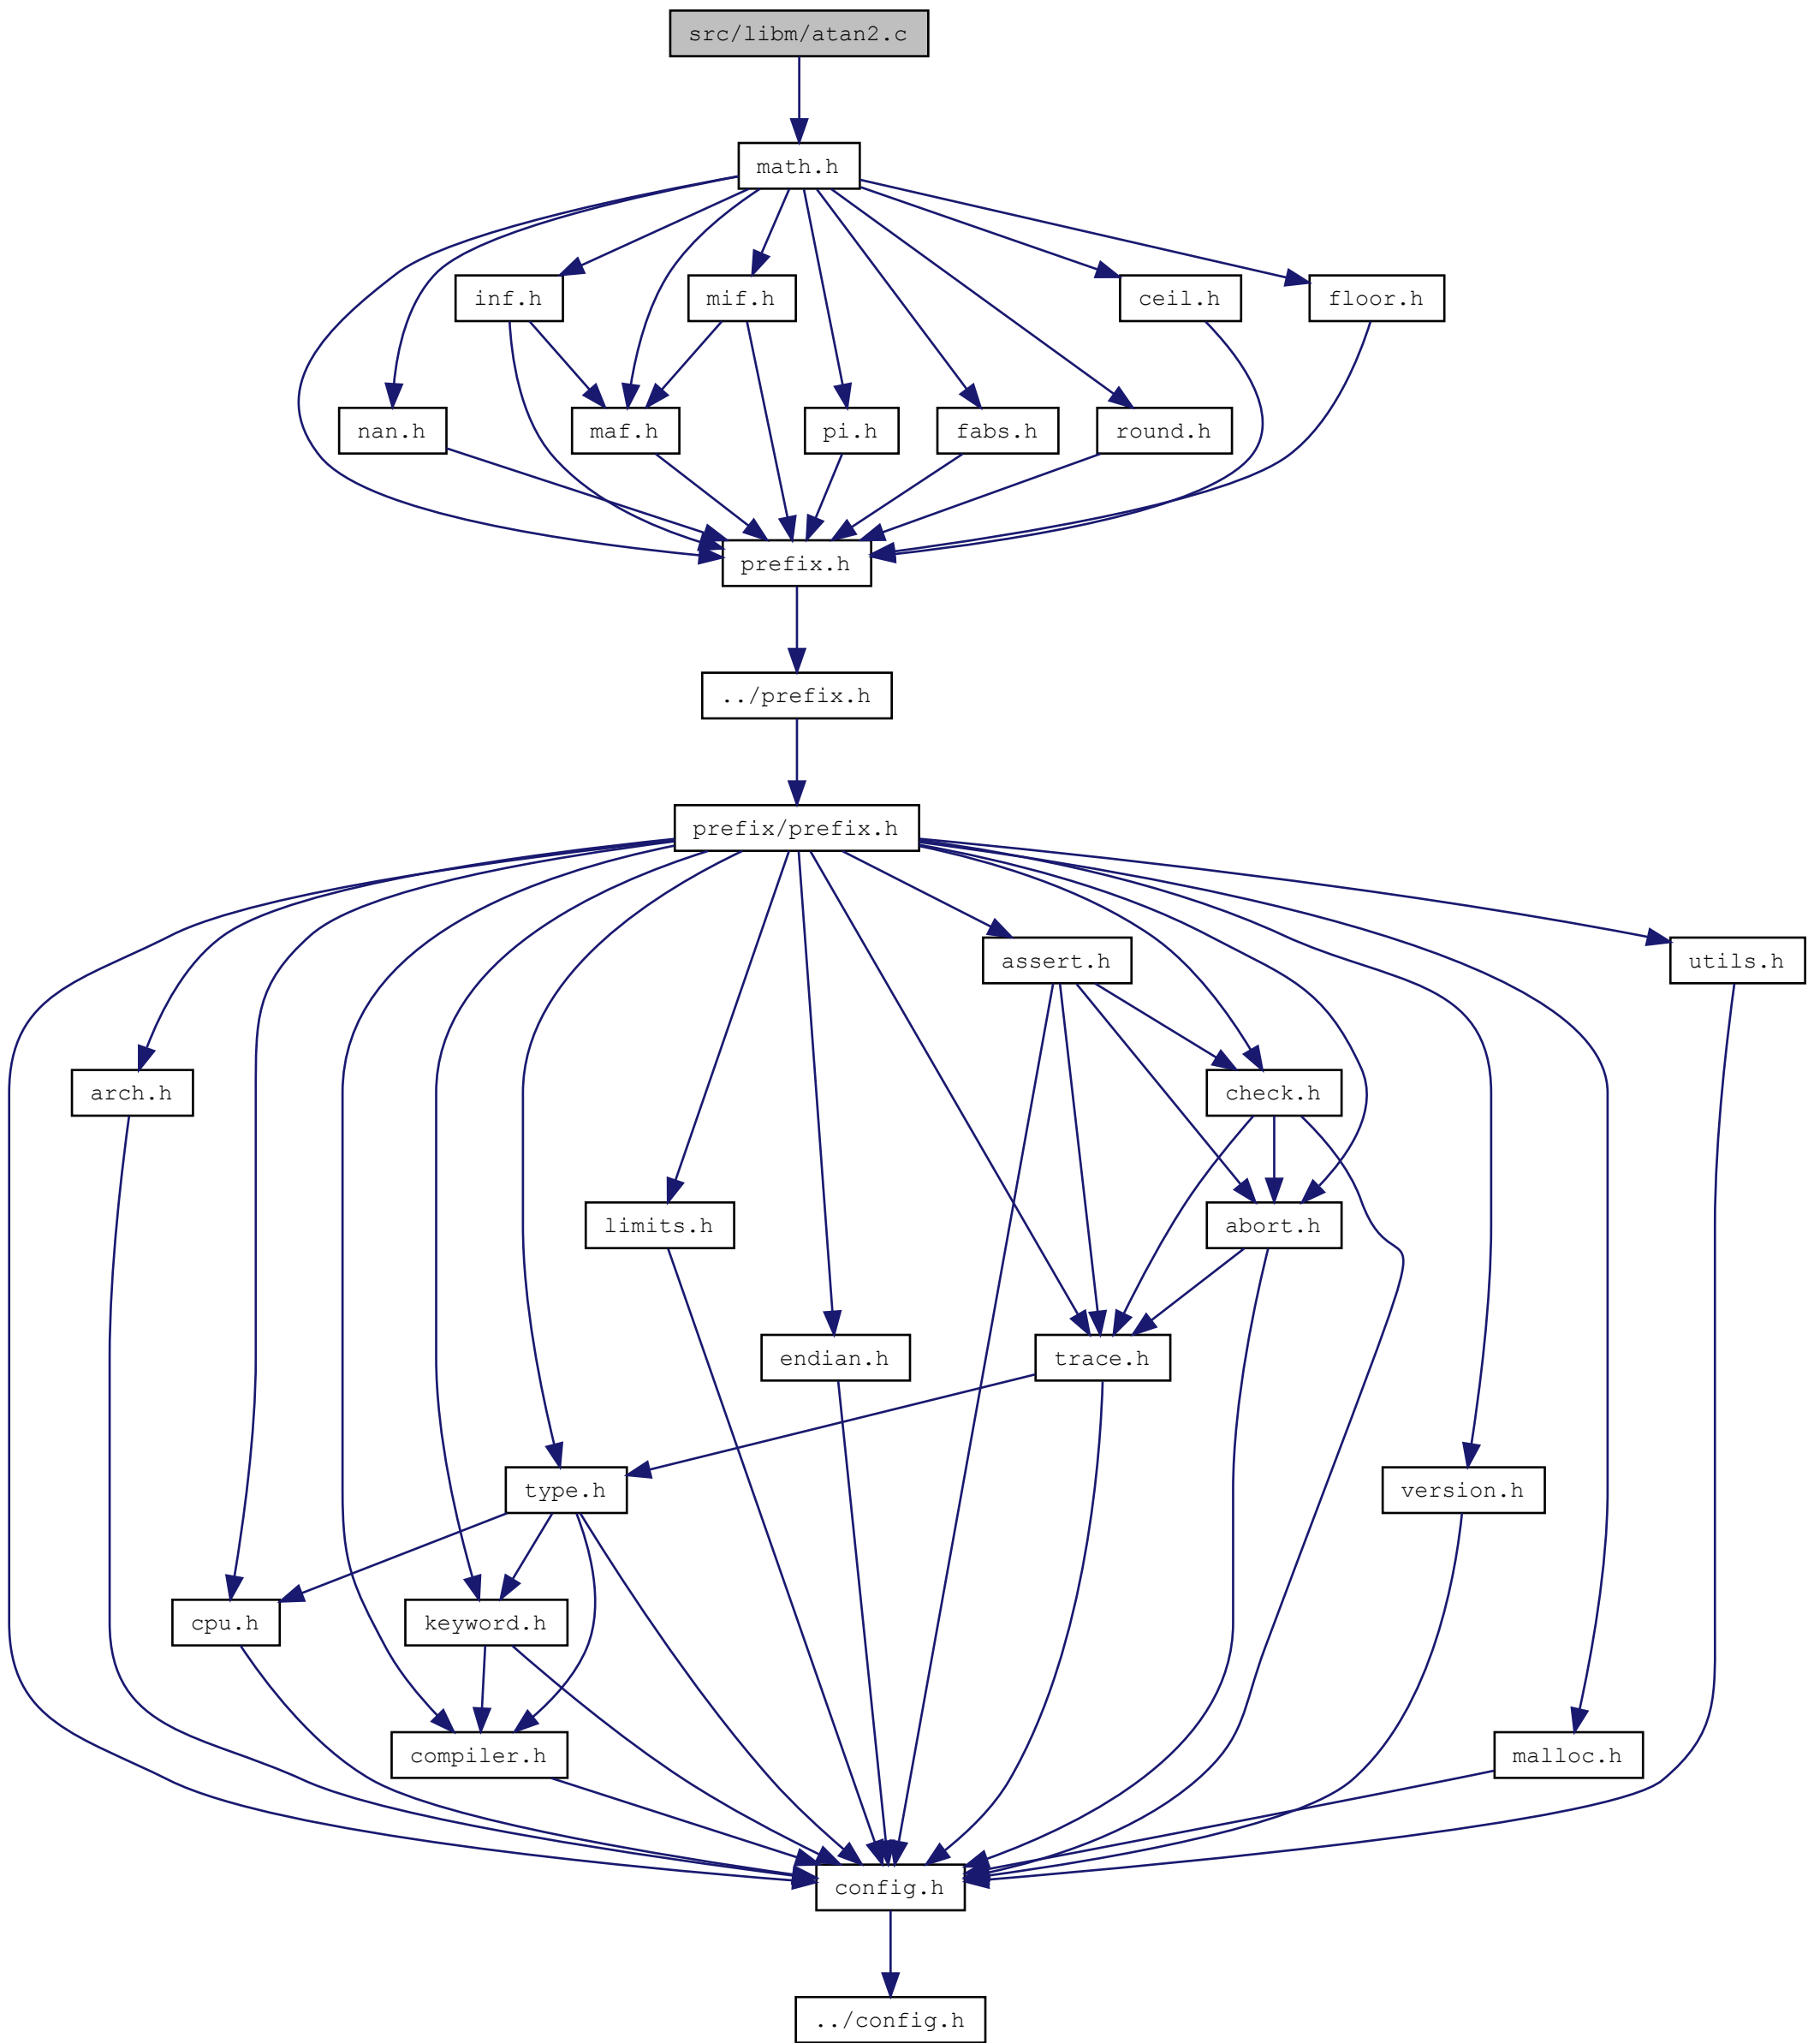 src/libm/atan2.c
math.h
inf.h
mif.h
ceil.h
floor.h
nan.h
maf.h
pi.h
fabs.h
round.h
prefix.h
../prefix.h
prefix/prefix.h
assert.h
utils.h
arch.h
check.h
limits.h
abort.h
endian.h
trace.h
type.h
version.h
cpu.h
keyword.h
compiler.h
malloc.h
config.h
../config.h